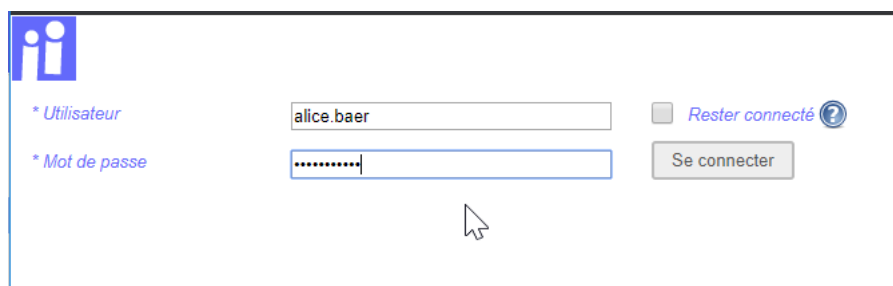 * Utilisateur alice.baer Rester connecté ?
* Mot de passe ••••••••••• Se connecter